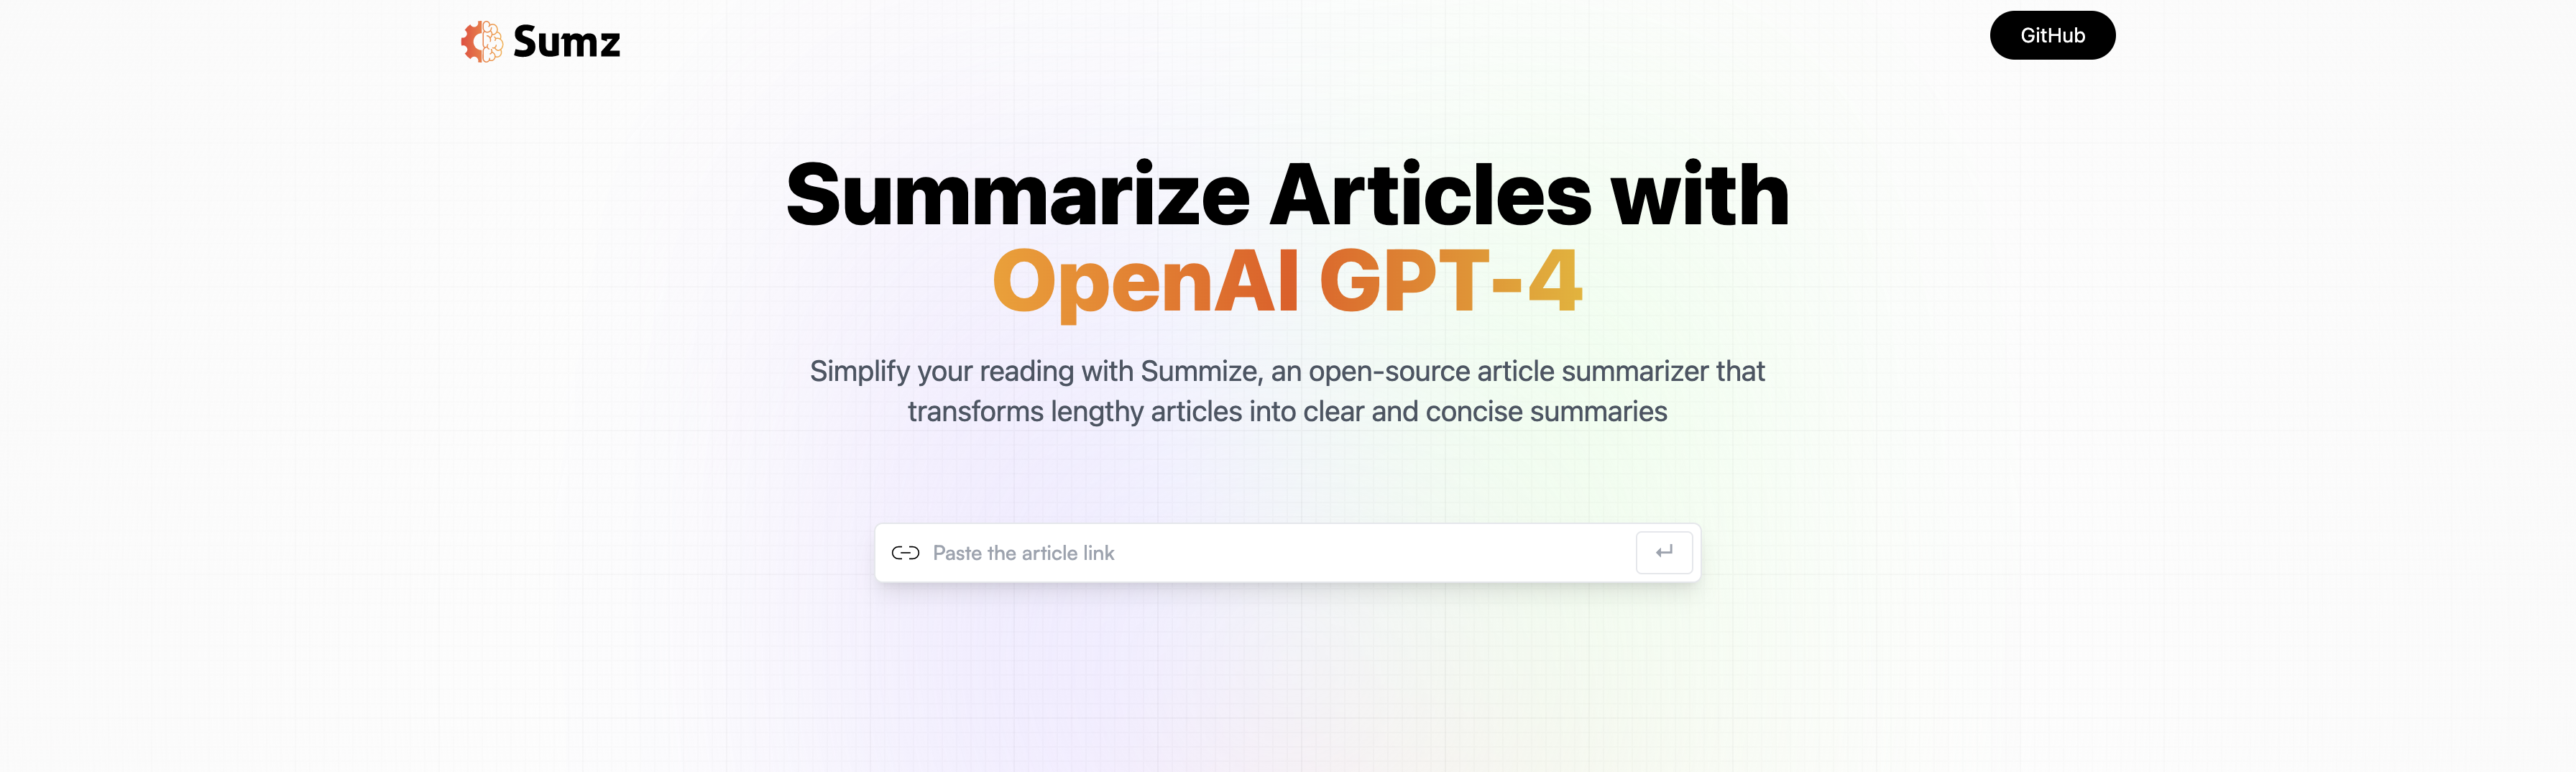 Sumz
GitHub
Summarize Articles with
OpenAI GPT-4
Simplify your reading with Summize, an open-source article summarizer that
transforms lengthy articles into clear and concise summaries
Paste the article link